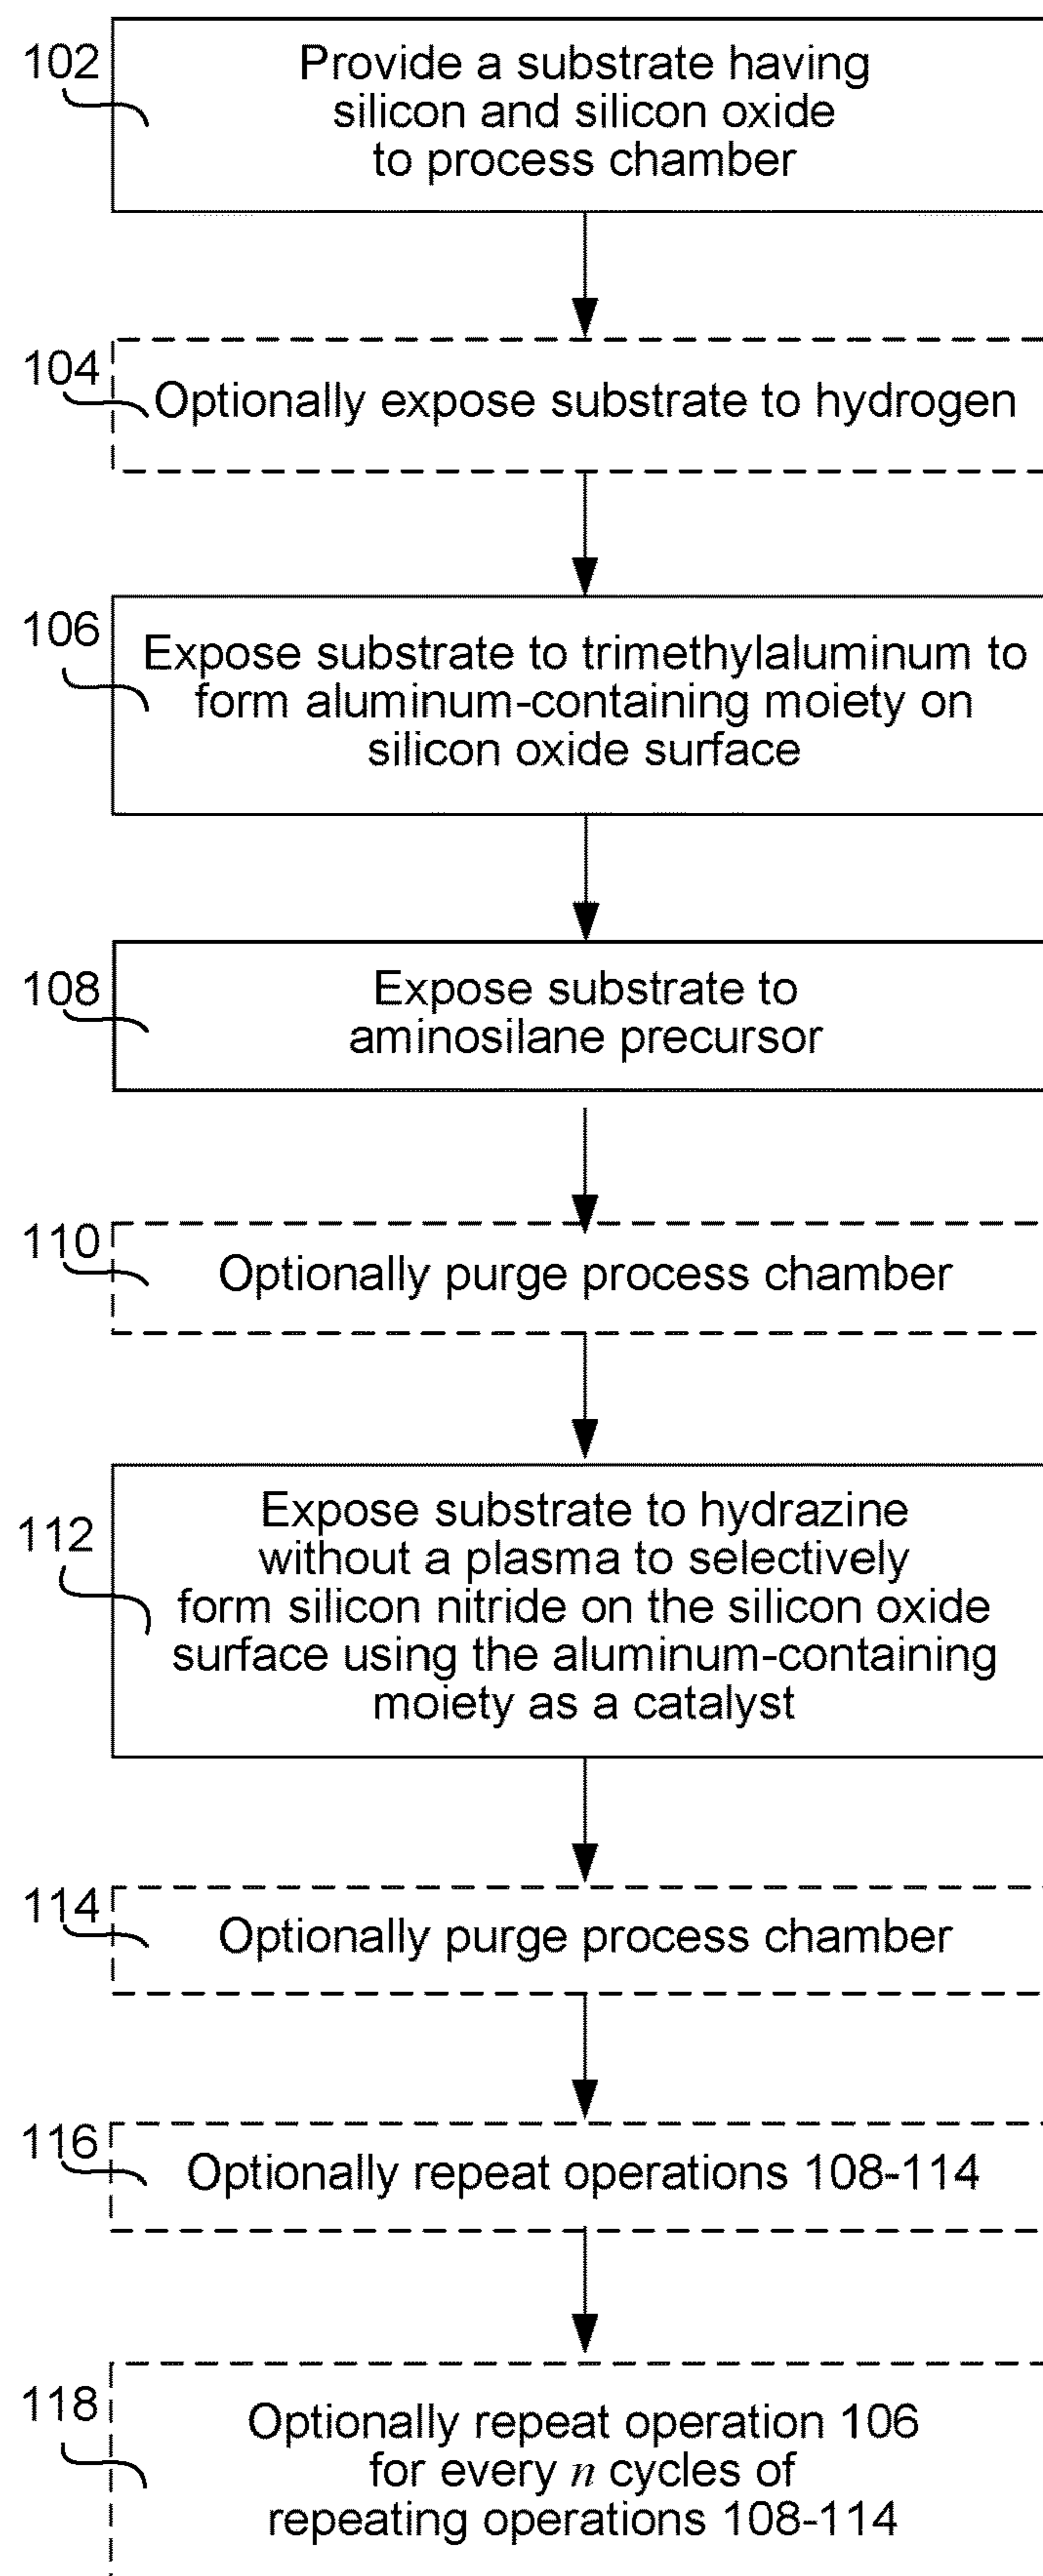 102
Provide a substrate having
silicon and silicon oxide
to process chamber
104
Optionally expose substrate to hydrogen
106
Expose substrate to trimethylaluminum to
form aluminum-containing moiety on
silicon oxide surface
108
Expose substrate to
aminosilane precursor
110
Optionally purge process chamber
112
Expose substrate to hydrazine
without a plasma to selectively
form silicon nitride on the silicon oxide
surface using the aluminum-containing
moiety as a catalyst
114
Optionally purge process chamber
116
Optionally repeat operations 108-114
118
Optionally repeat operation 106
for every n cycles of
repeating operations 108-114